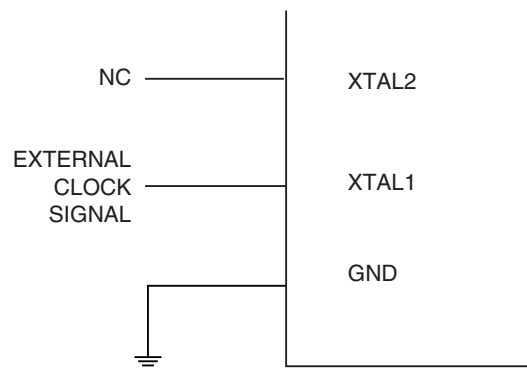 NC
XTAL2
EXTERNAL
CLOCK
SIGNAL
XTAL1
GND